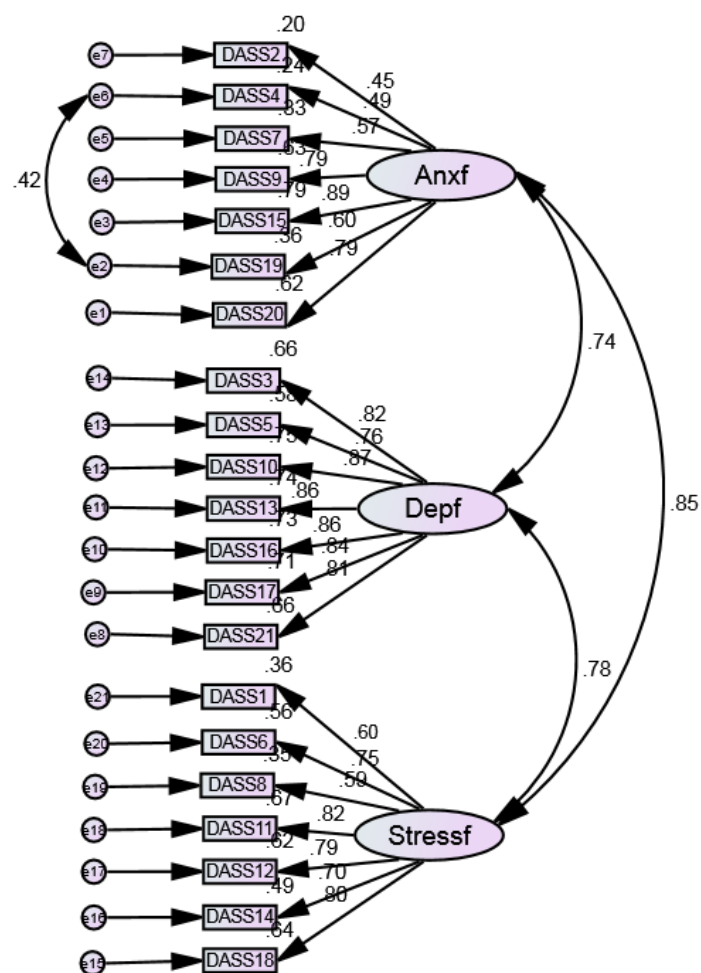 .20
e7 DASS2
.24
.45
e6 DASS4
.49
.33
.57
e5 DASS7
.63
.79
e4 DASS9
Anxf
.42
.79
.89
e3 DASS15
.60
.36
.79
e2 DASS19
.62
e1 DASS20
.74
.66
e14 DASS3
.58
.82
e13 DASS5
.76
.75
.87
e12 DASS10
.74
.86
e11 DASS13
Depf
.85
.73
.86
e10 DASS16
.84
.71
.81
e9 DASS17
.66
e8 DASS21
.36
.78
e21 DASS1
.56
.60
e20 DASS6
.75
.35
.59
e19 DASS8
.67
.82
e18 DASS11
Stressf
.62
.79
e17 DASS12
.70
.49
.80
e16 DASS14
.64
e15 DASS18